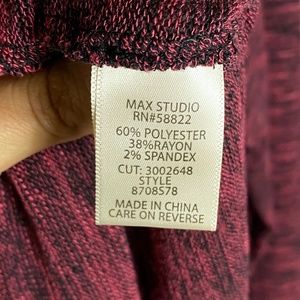 MAX STUDIO
RN#58822
60% POLYESTER
38%RAYON
2% SPANDEX
CUT: 3002648
STYLE
8708578
MADE IN CHINA
CARE ON REVERSE